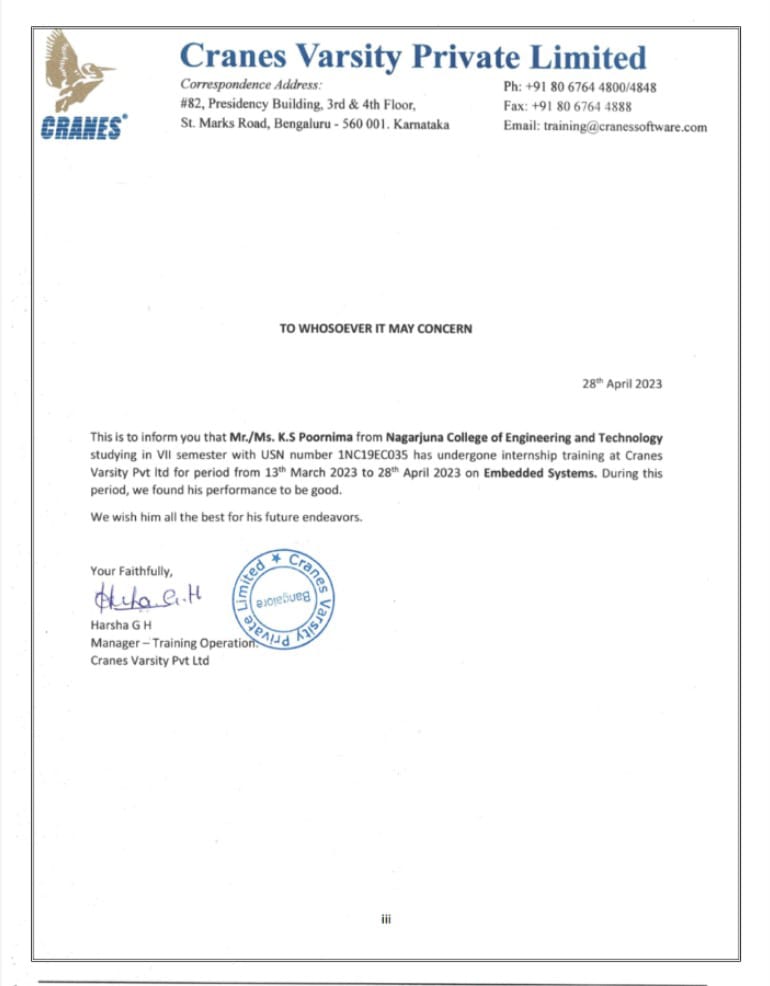 Cranes Varsity Private Limited
Correspondence Address:
#82, Presidency Building, 3rd & 4th Floor,
St. Marks Road, Bengaluru - 560 001. Karnataka
Ph: +91 80 6764 4800/4848
Fax: +91 80 6764 4888
Email: training@cranessoftware.com
CRANES®
TO WHOSOEVER IT MAY CONCERN
28th April 2023
This is to inform you that Mr./Ms. K.S Poornima from Nagarjuna College of Engineering and Technology
studying in VII semester with USN number 1NC19EC035 has undergone internship training at Cranes
Varsity Pvt ltd for period from 13th March 2023 to 28th April 2023 on Embedded Systems. During this
period, we found his performance to be good.
We wish him all the best for his future endeavors.
Your Faithfully,
G.H
Harsha G H
Manager – Training Operation.
Cranes Varsity Pvt Ltd
Cranes Varsity Private Limited
Bangalore
iii